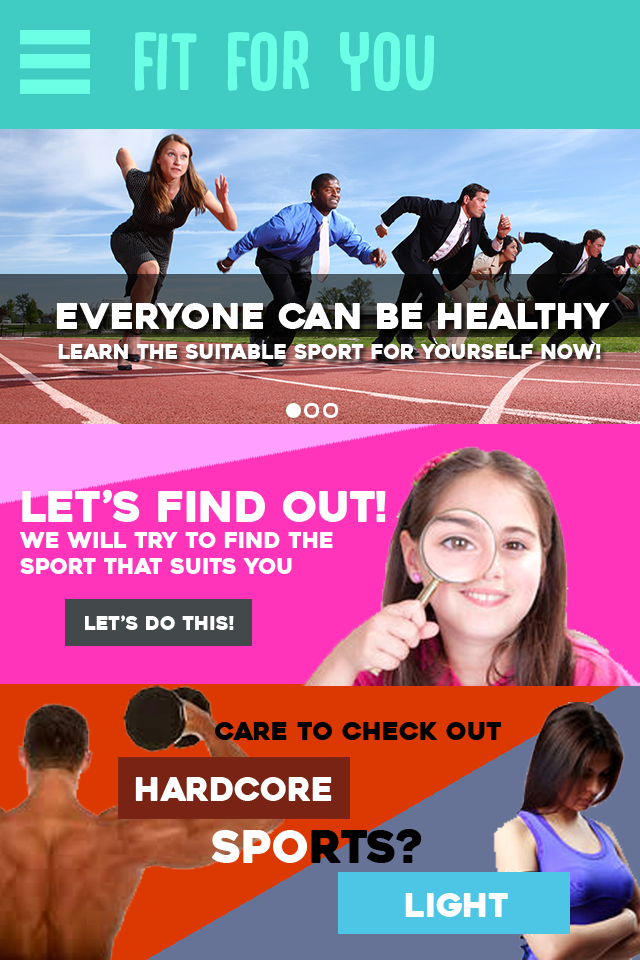 FIT FOR YOU
EVERYONE CAN BE HEALTHY
LEARN THE SUITABLE SPORT FOR YOURSELF NOW!
LET'S FIND OUT!
WE WILL TRY TO FIND THE
SPORT THAT SUITS YOU
LET'S DO THIS!
CARE TO CHECK OUT
HARDCORE
SPORTS?
LIGHT